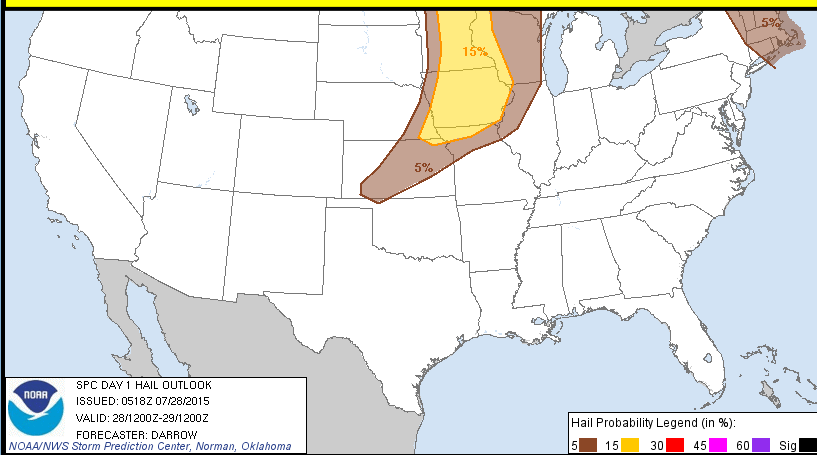 15%
5%
5%
NOAA
SPC DAY 1 HAIL OUTLOOK
ISSUED: 0518Z 07/28/2015
VALID: 28/1200Z-29/1200Z
FORECASTER: DARROW
NOAA/NWS Storm Prediction Center, Norman, Oklahoma
Hail Probability Legend (in %):
5 15 30 45 60 Sig